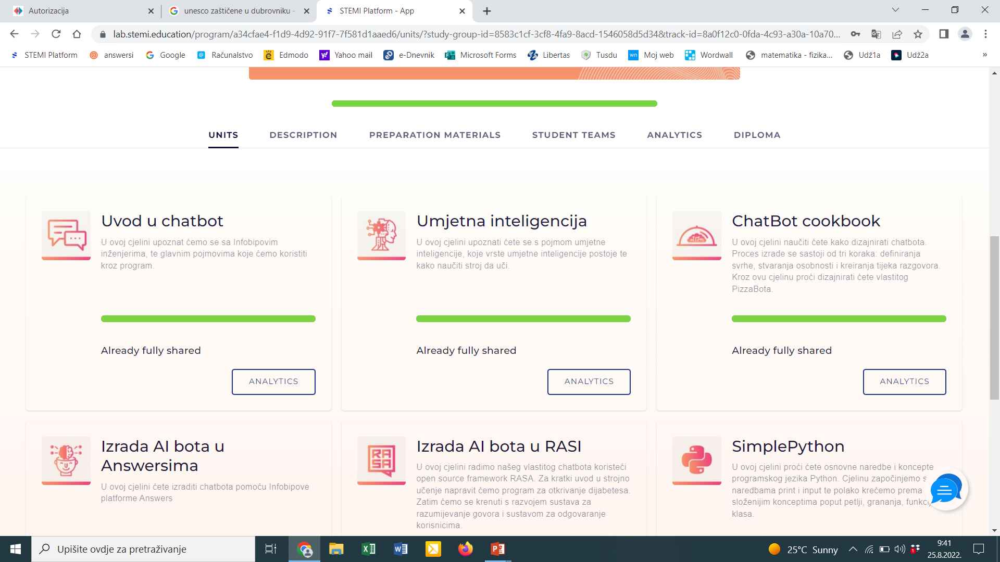 Autorizacija
unesco zaštićene u dubrovniku -
STEMI Platform - App
lab.stemi.education/program/a34cfae4-f1d9-4d92-91f7-7f581d1aaed6/units/?study-group-id=8583c1cf-3cf8-4fa9-8acd-1546058d5d34&track-id=8a0f12c0-0fda-4c93-a30a-10a70...
STEMI Platform
answersi
Google
Računalstvo
Edmodo
Yahoo mail
e-Dnevnik
Microsoft Forms
Libertas
Tusdu
Moj web
Wordwall
matematika - fizika...
Udž1a
Udž2a
»
UNITS
DESCRIPTION
PREPARATION MATERIALS
STUDENT TEAMS
ANALYTICS
DIPLOMA
Uvod u chatbot
U ovoj cjelini upoznat ćemo se sa Infobipovim
inženjerima, te glavnim pojmovima koje ćemo koristiti
kroz program.
Already fully shared
ANALYTICS
Umjetna inteligencija
U ovoj cjelini upoznati ćete se s pojmom umjetne
inteligencije, koje vrste umjetne inteligencije postoje te
kako naučiti stroj da uči.
Already fully shared
ANALYTICS
ChatBot cookbook
U ovoj cjelini naučiti ćete kako dizajnirati chatbota.
Proces izrade se sastoji od tri koraka: definiranja
svrhe, stvaranja osobnosti i kreiranja tijeka razgovora.
Kroz ovu cjelinu proći dizajnirati ćete vlastitog
PizzaBota.
Already fully shared
ANALYTICS
Izrada AI bota u
Answersima
U ovoj cjelini ćete izraditi chatbota pomoću Infobipove
platforme Answers
RA
SA
Izrada AI bota u RASI
U ovoj cjelini radimo našeg vlastitog chatbota koristeći
open source framework RASA. Za kratki uvod u strojno
učenje napravit ćemo program za otkrivanje dijabetesa.
Zatim ćemo se krenuti s razvojem sustava za
razumijevanje govora i sustavom za odgovaranje
korisnicima.
SimplePython
U ovoj cjelini proći ćete osnovne naredbe i koncepte
programskog jezika Python. Cjelinu započinjemo s
naredbama print i input te polako krećemo prema
složenijim konceptima poput petlji, grananja, funkcij
klasa.
Upišite ovdje za pretraživanje
25°C Sunny
9:41
25.8.2022.